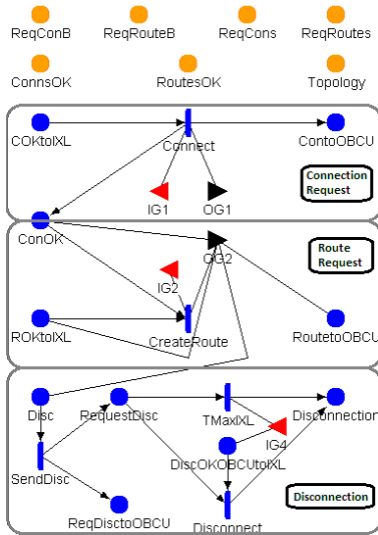 ReqConB ReqRouteB ReqCons ReqRoutes
ConnsOK RoutesOK Topology
COKtoIXL Connect ContoOBCU
Connection
Request
IG1 OG1
ConOK
OG2
Route
Request
IG2
ROKtoIXL CreateRoute RoutetoOBCU
Disc RequestDisc TMaxIXL Disconnection
IG4
DiscOKOBCUtoIXL
SendDisc
ReqDisctoOBCU Disconnect
Disconnection